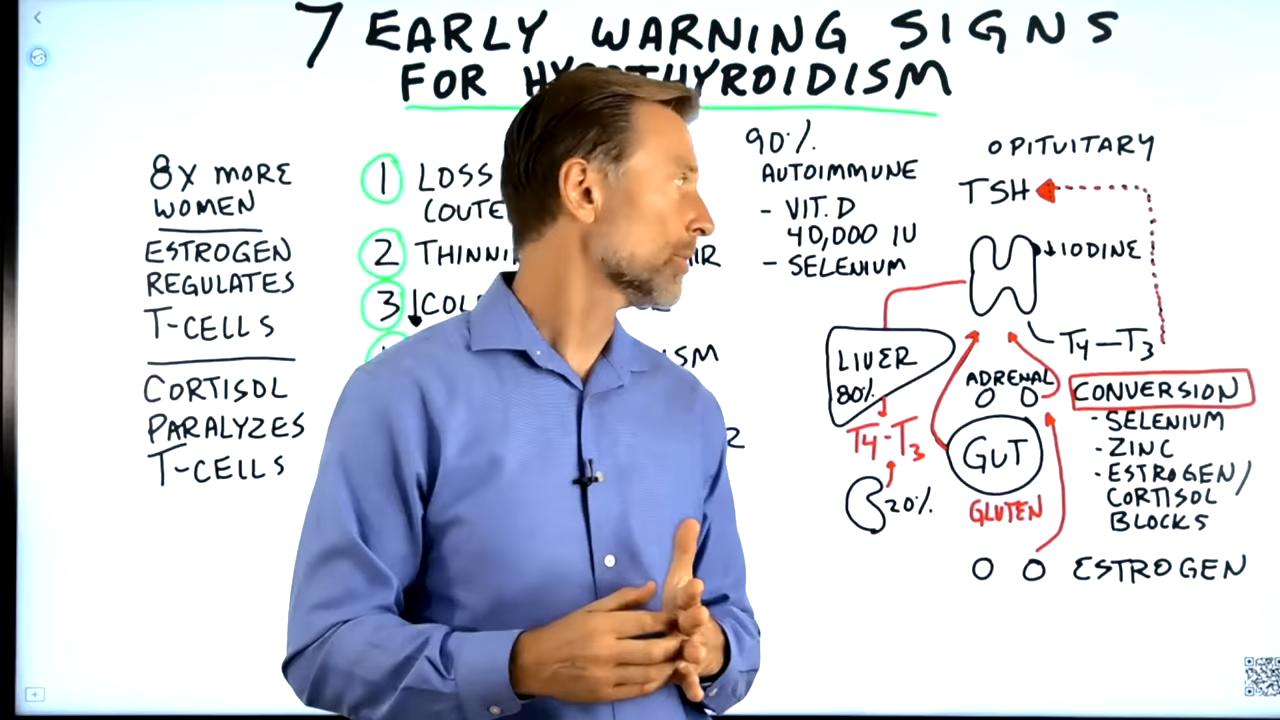 7 EARLY WARNING SIGNS
FOR HYPOTHYROIDISM
8X MORE
WOMEN
ESTROGEN
REGULATES
T-CELLS
CORTISOL
PARALYZES
T-CELLS
1 LOSS
(OUTE
2 THINNI IR
3 ↓COL
ISM
2
90%
AUTOIMMUNE
- VIT. D
40,000 IU
- SELENIUM
PITUITARY
TSH
↓IODINE
T4-T3
LIVER
80%
T4-T3
20%
ADRENAL
GUT
GLUTEN
CONVERSION
- SELENIUM
- ZINC
- ESTROGEN/
CORTISOL
BLOCKS
ESTROGEN